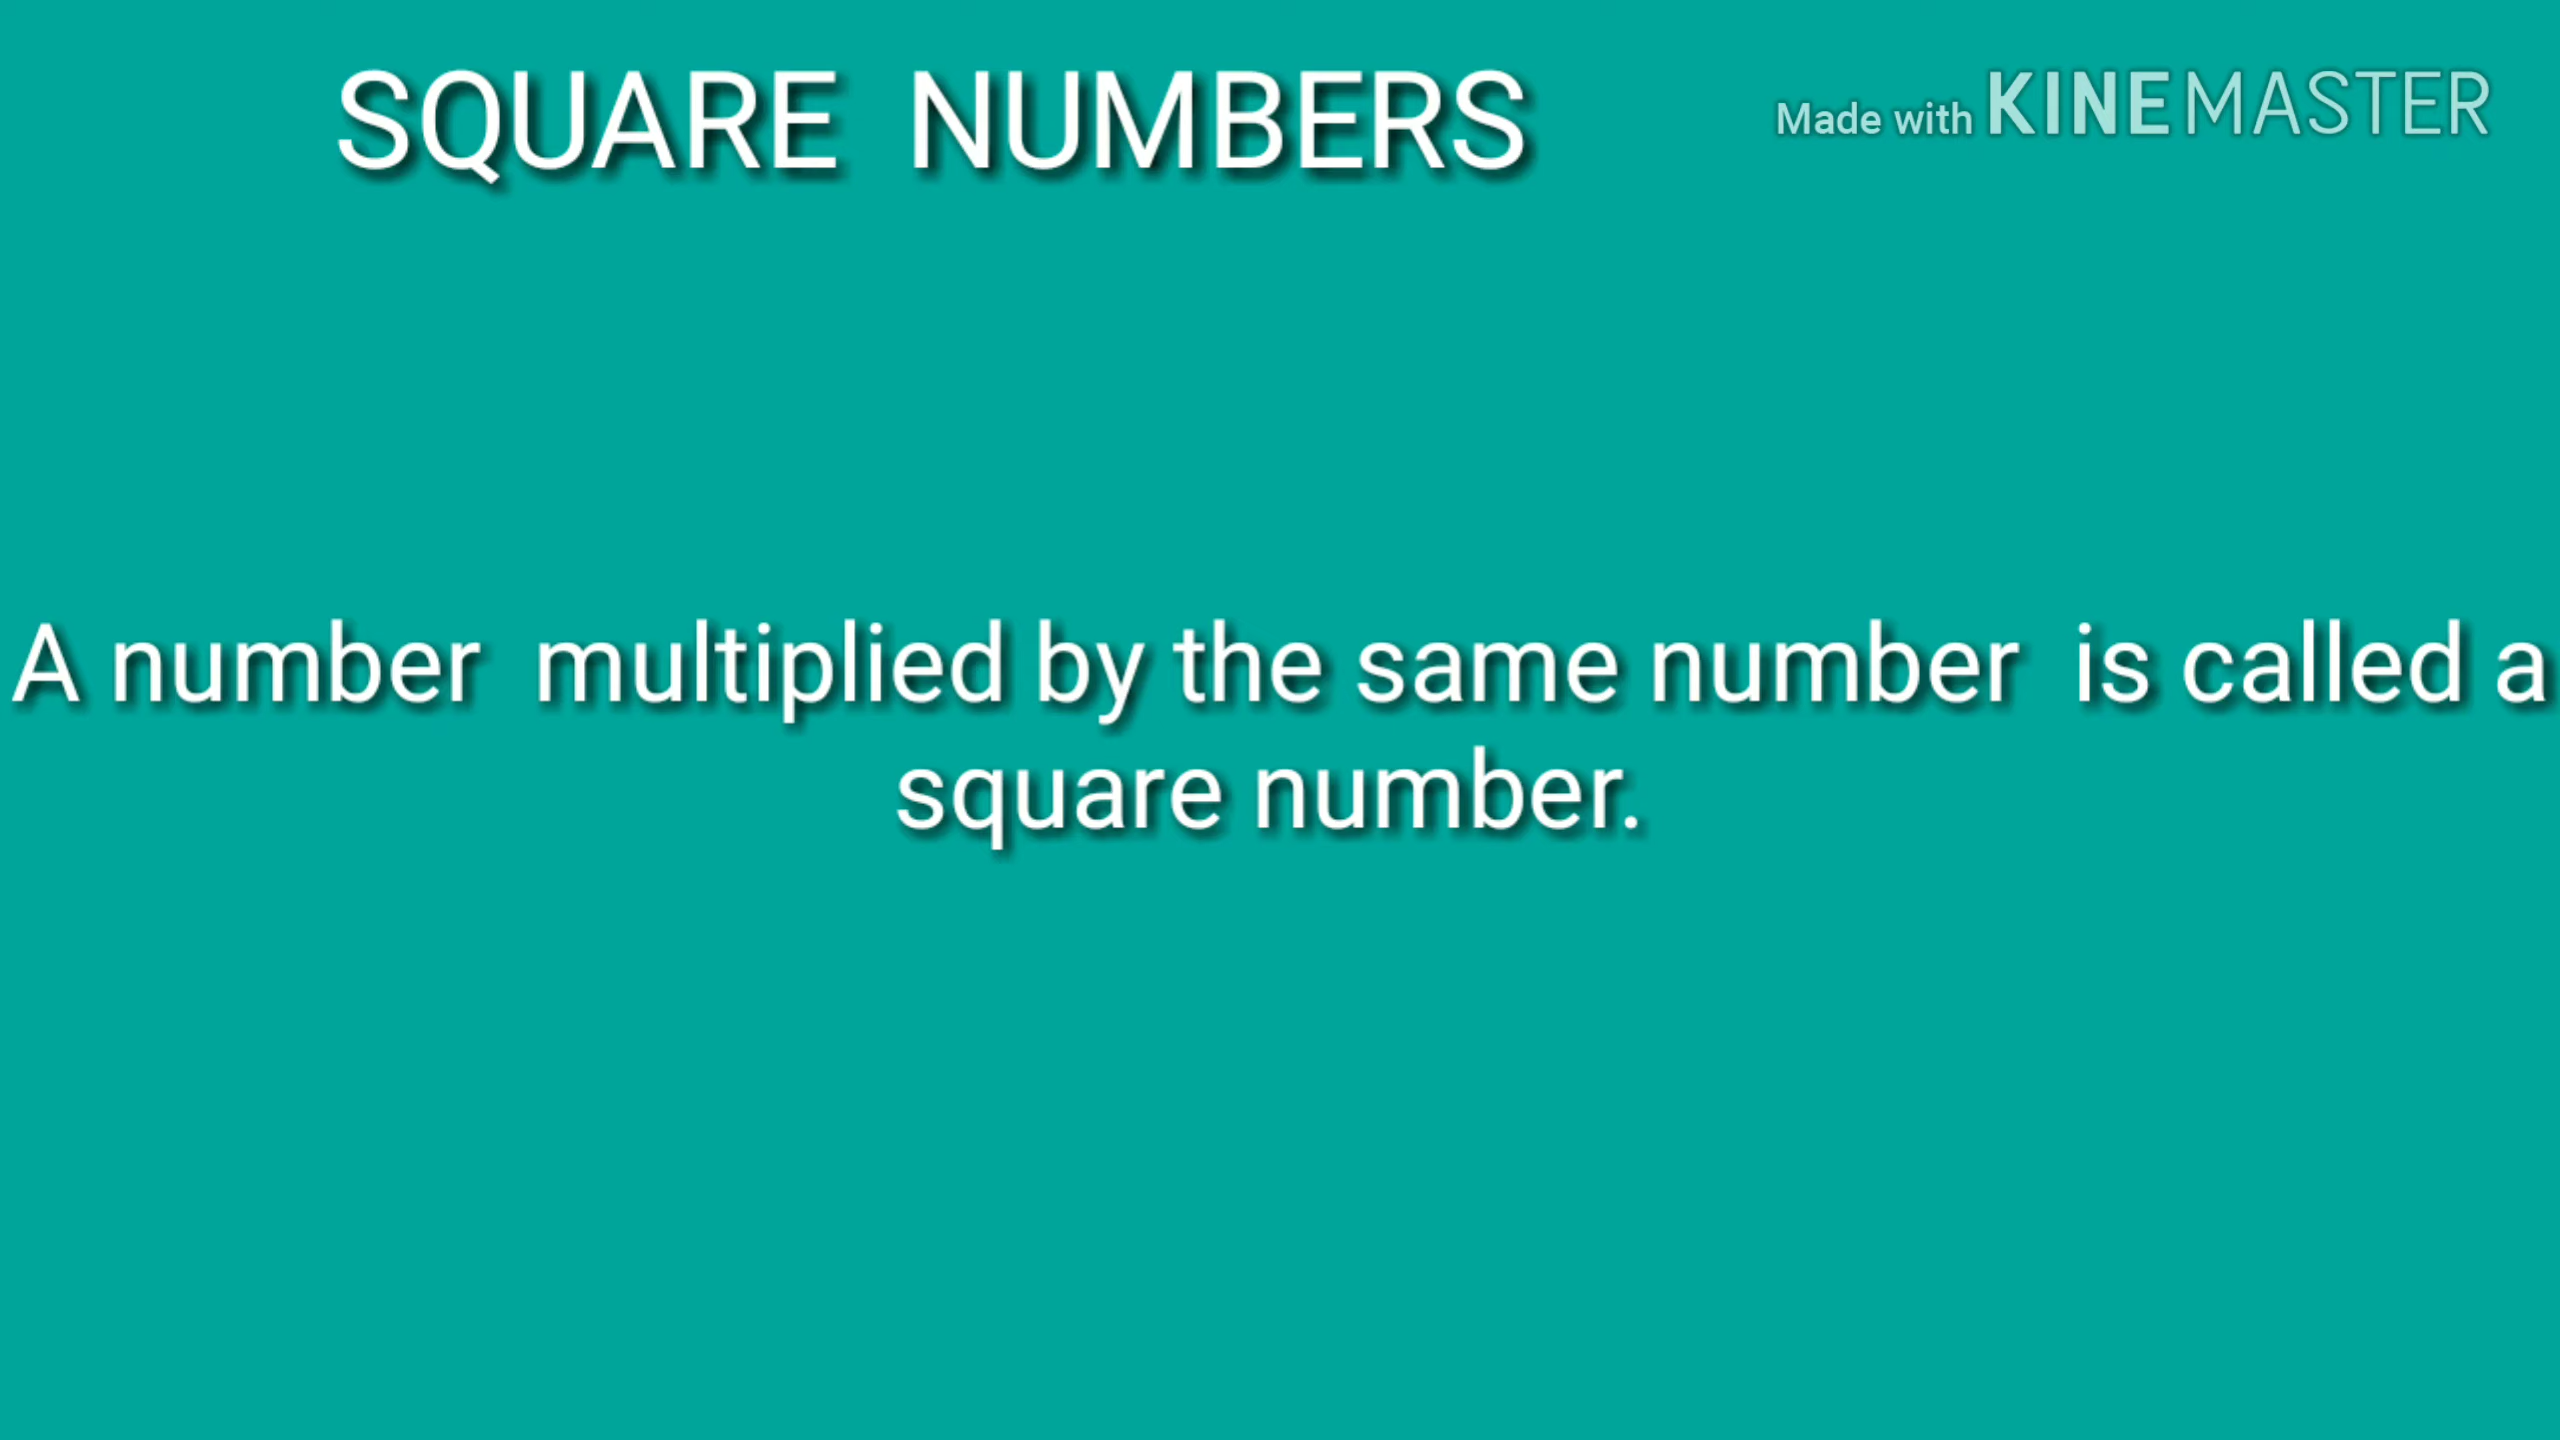 SQUARE NUMBERS
Made with KINEMASTER
A number multiplied by the same number is called a
square number.